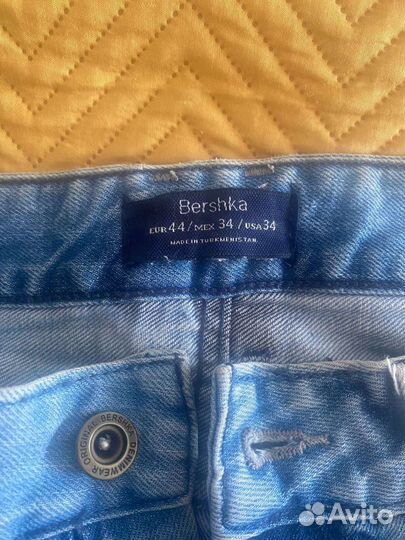 Bershka
EUR 44 / MEX 34 / USA 34
MADE IN TURKMENISTAN
ORIGINAL BERSHKA DENIMWEAR
Avito